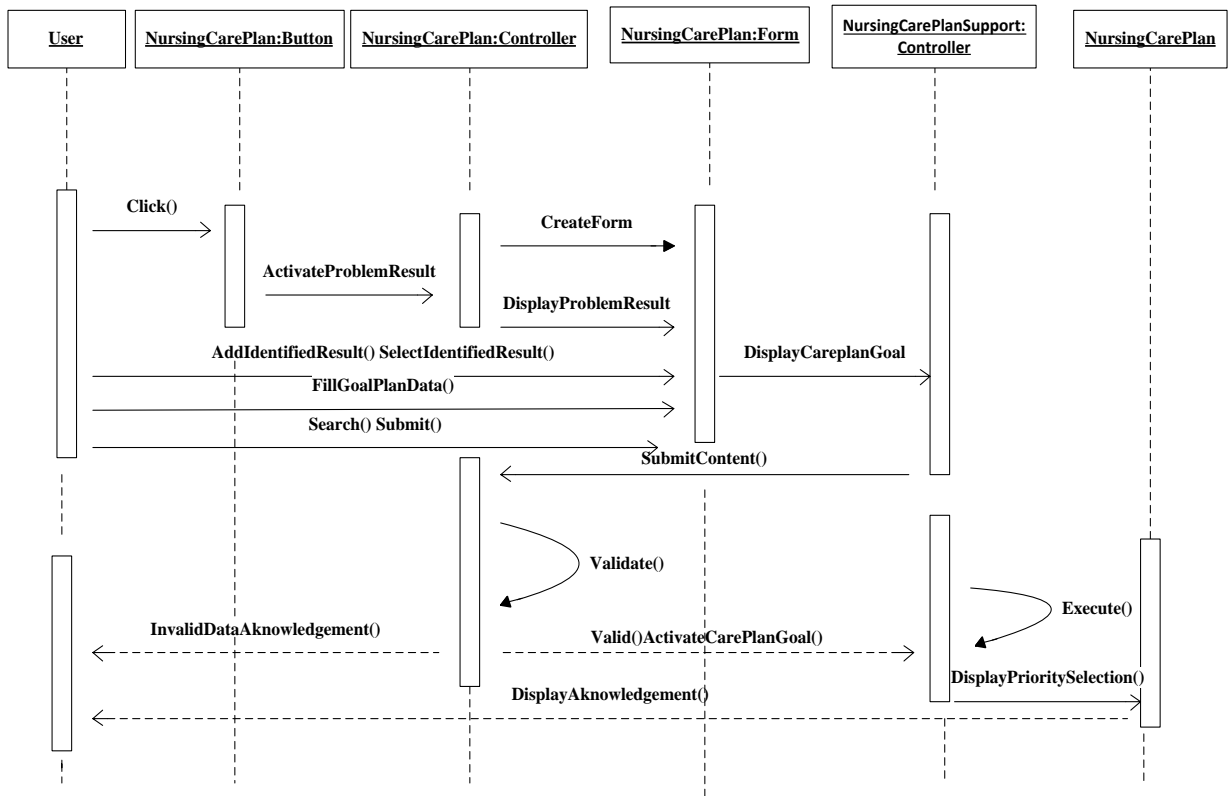 User
NursingCarePlan:Button
NursingCarePlan:Controller
NursingCarePlan:Form
NursingCarePlanSupport:
Controller
NursingCarePlan
Click()
CreateForm
ActivateProblemResult
DisplayProblemResult
AddIdentifiedResult() SelectIdentifiedResult()
DisplayCareplanGoal
FillGoalPlanData()
Search() Submit()
SubmitContent()
Validate()
Execute()
InvalidDataAknowledgement()
Valid()ActivateCarePlanGoal()
DisplayPrioritySelection()
DisplayAknowledgement()